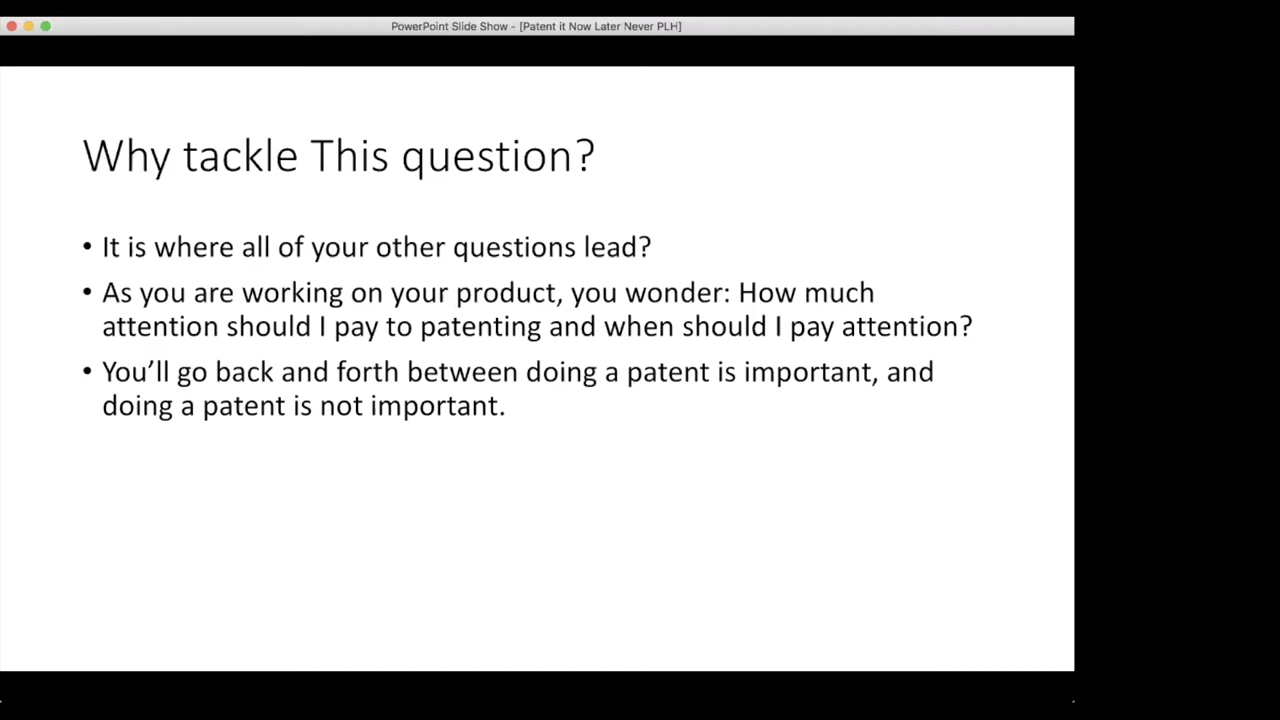 PowerPoint Slide Show - [Patent it Now Later Never PLH]
Why tackle This question?
• It is where all of your other questions lead?
• As you are working on your product, you wonder: How much
attention should I pay to patenting and when should I pay attention?
• You’ll go back and forth between doing a patent is important, and
doing a patent is not important.